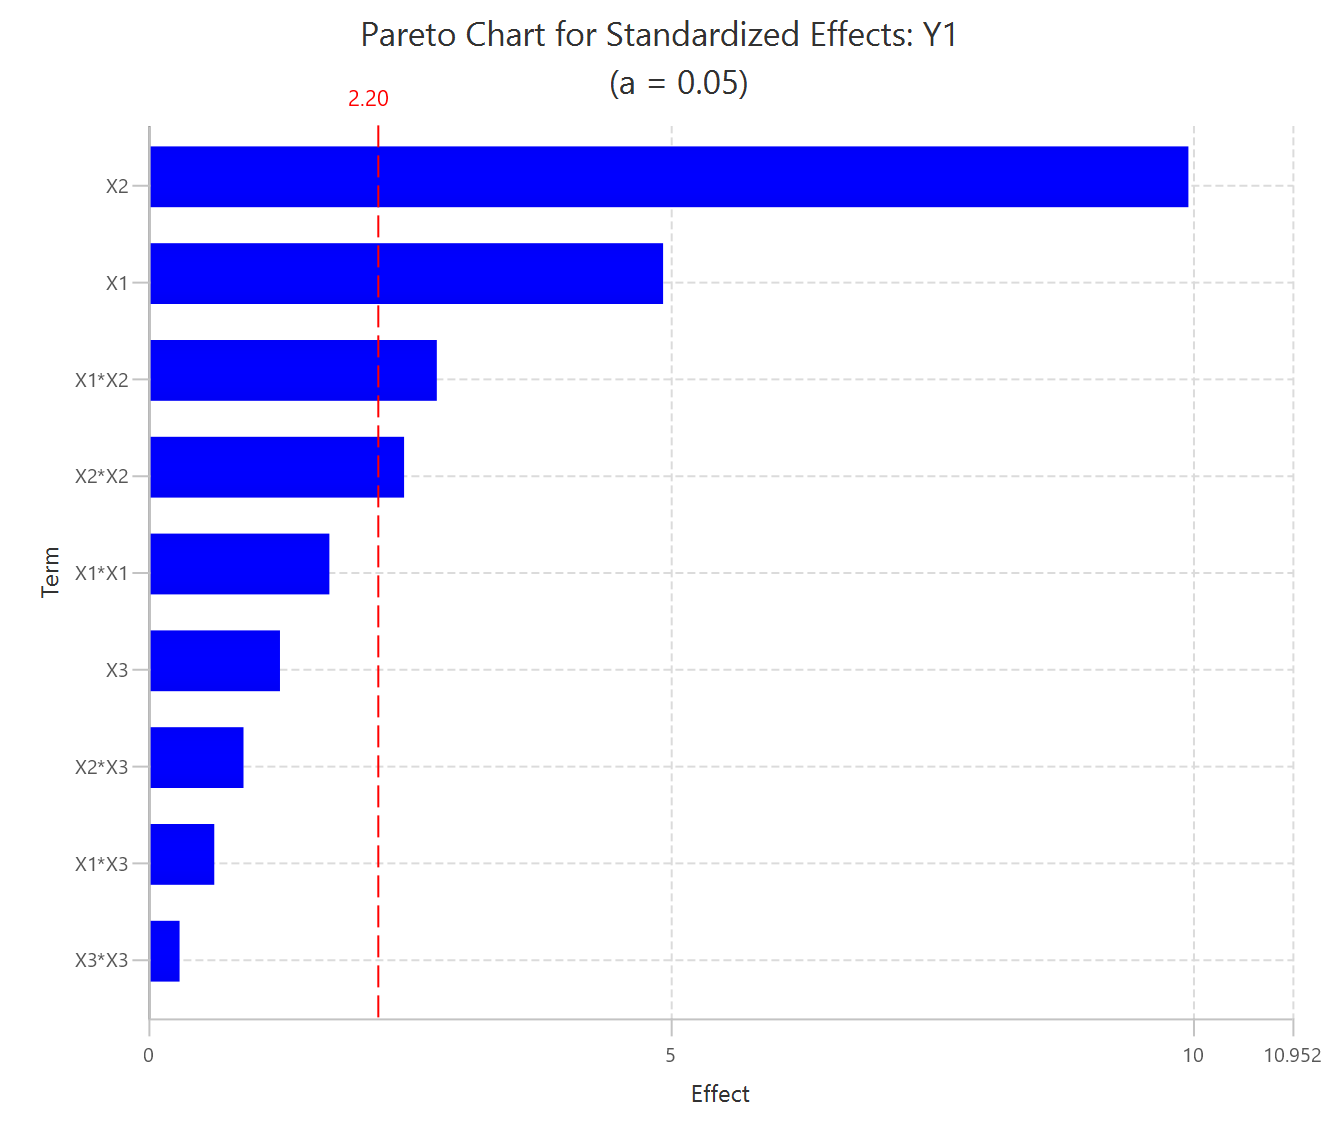 Pareto Chart for Standardized Effects: Y1
(a = 0.05)
2.20
X2
X1
X1*X2
X2*X2
X1*X1
X3
X2*X3
X1*X3
X3*X3
Term
0 5 10 10.952
Effect